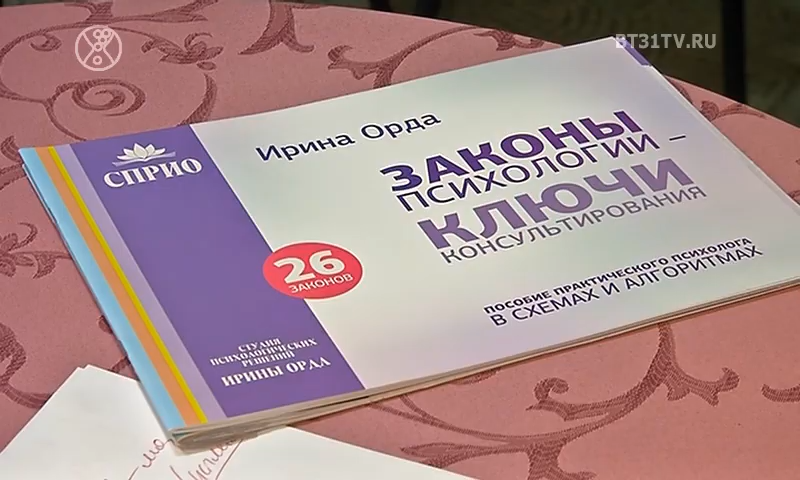 BT31TV.RU
СПРИО
Ирина Орда
ЗАКОНЫ
ПСИХОЛОГИИ –
КЛЮЧИ
КОНСУЛЬТИРОВАНИЯ
26
ЗАКОНОВ
ПОСОБИЕ ПРАКТИЧЕСКОГО ПСИХОЛОГА
В СХЕМАХ И АЛГОРИТМАХ
СТУДИЯ
ПСИХОЛОГИЧЕСКИХ
РЕШЕНИЙ
ИРИНЫ ОРДА